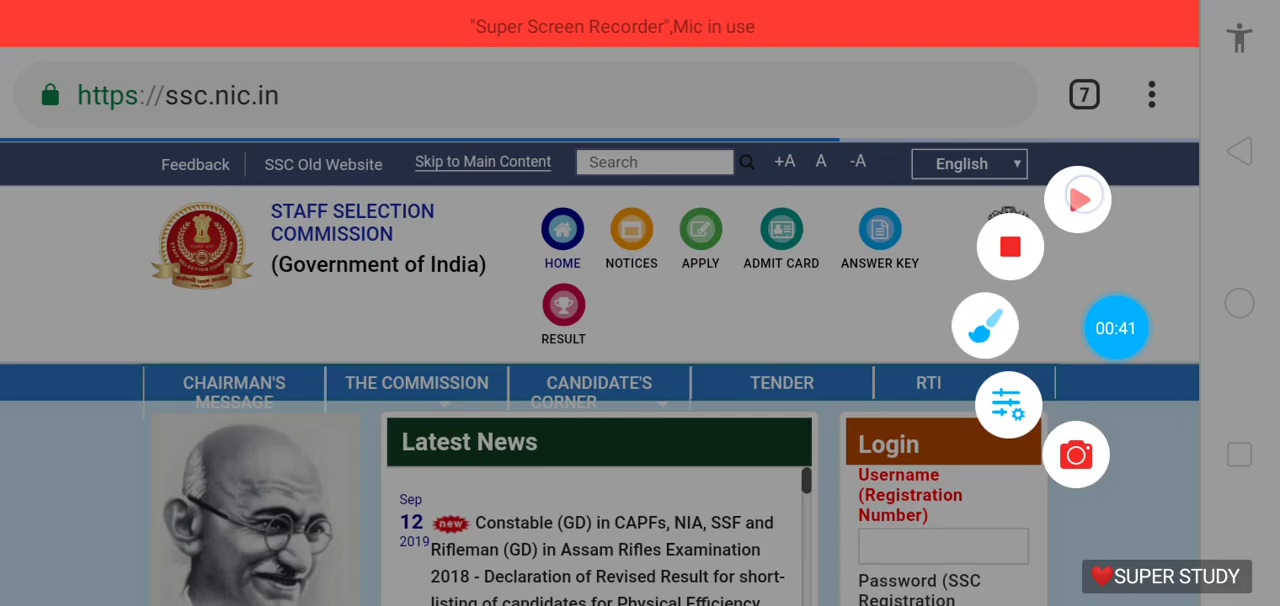 "Super Screen Recorder",Mic in use
https://ssc.nic.in
7
Feedback
SSC Old Website
Skip to Main Content
Search
+A
A
-A
English
STAFF SELECTION
COMMISSION
(Government of India)
HOME
NOTICES
APPLY
ADMIT CARD
ANSWER KEY
RESULT
00:41
CHAIRMAN'S
MESSAGE
THE COMMISSION
CANDIDATE'S
CORNER
TENDER
RTI
Latest News
Sep
12
2019
new Constable (GD) in CAPFs, NIA, SSF and
Rifleman (GD) in Assam Rifles Examination
2018 - Declaration of Revised Result for short-
listing of candidates for Physical Efficiency
Login
Username
(Registration
Number)
Password (SSC
Registration
❤️SUPER STUDY